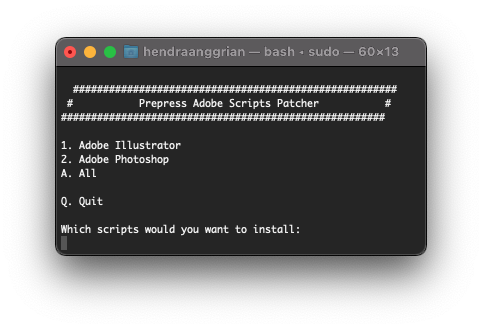 hendraanggrian — bash • sudo — 60×13
######################################################
# Prepress Adobe Scripts Patcher #
######################################################
1. Adobe Illustrator
2. Adobe Photoshop
A. All
Q. Quit
Which scripts would you want to install: